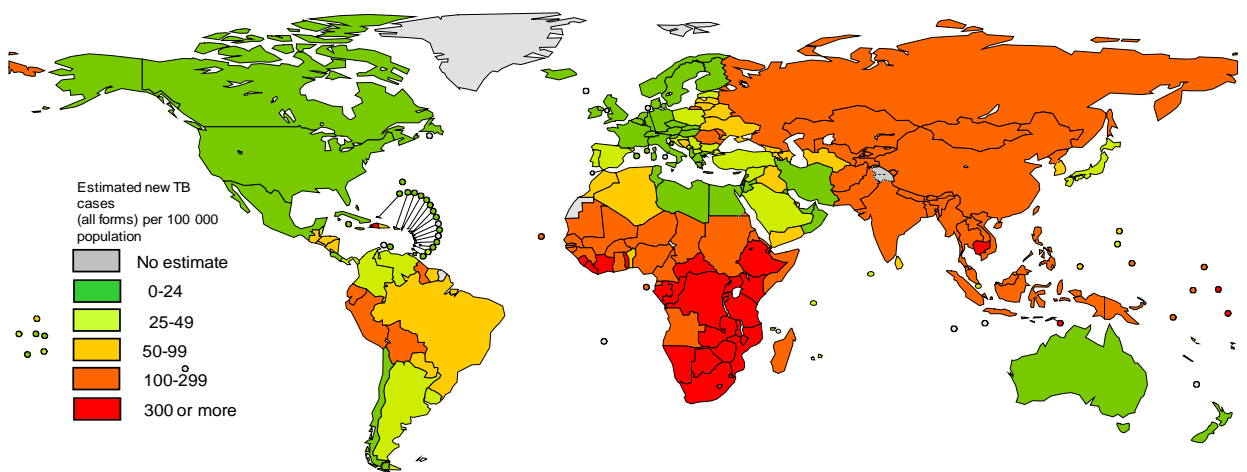 Estimated new TB
cases
(all forms) per 100 000
population
No estimate
0-24
25-49
50-99
100-299
300 or more